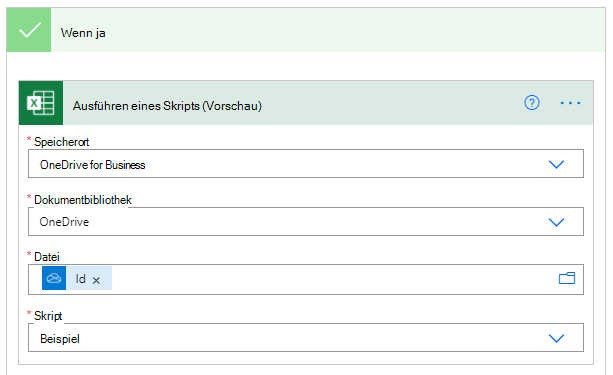 Wenn ja
Ausführen eines Skripts (Vorschau)
* Speicherort
OneDrive for Business
* Dokumentbibliothek
OneDrive
* Datei
Id ×
* Skript
Beispiel